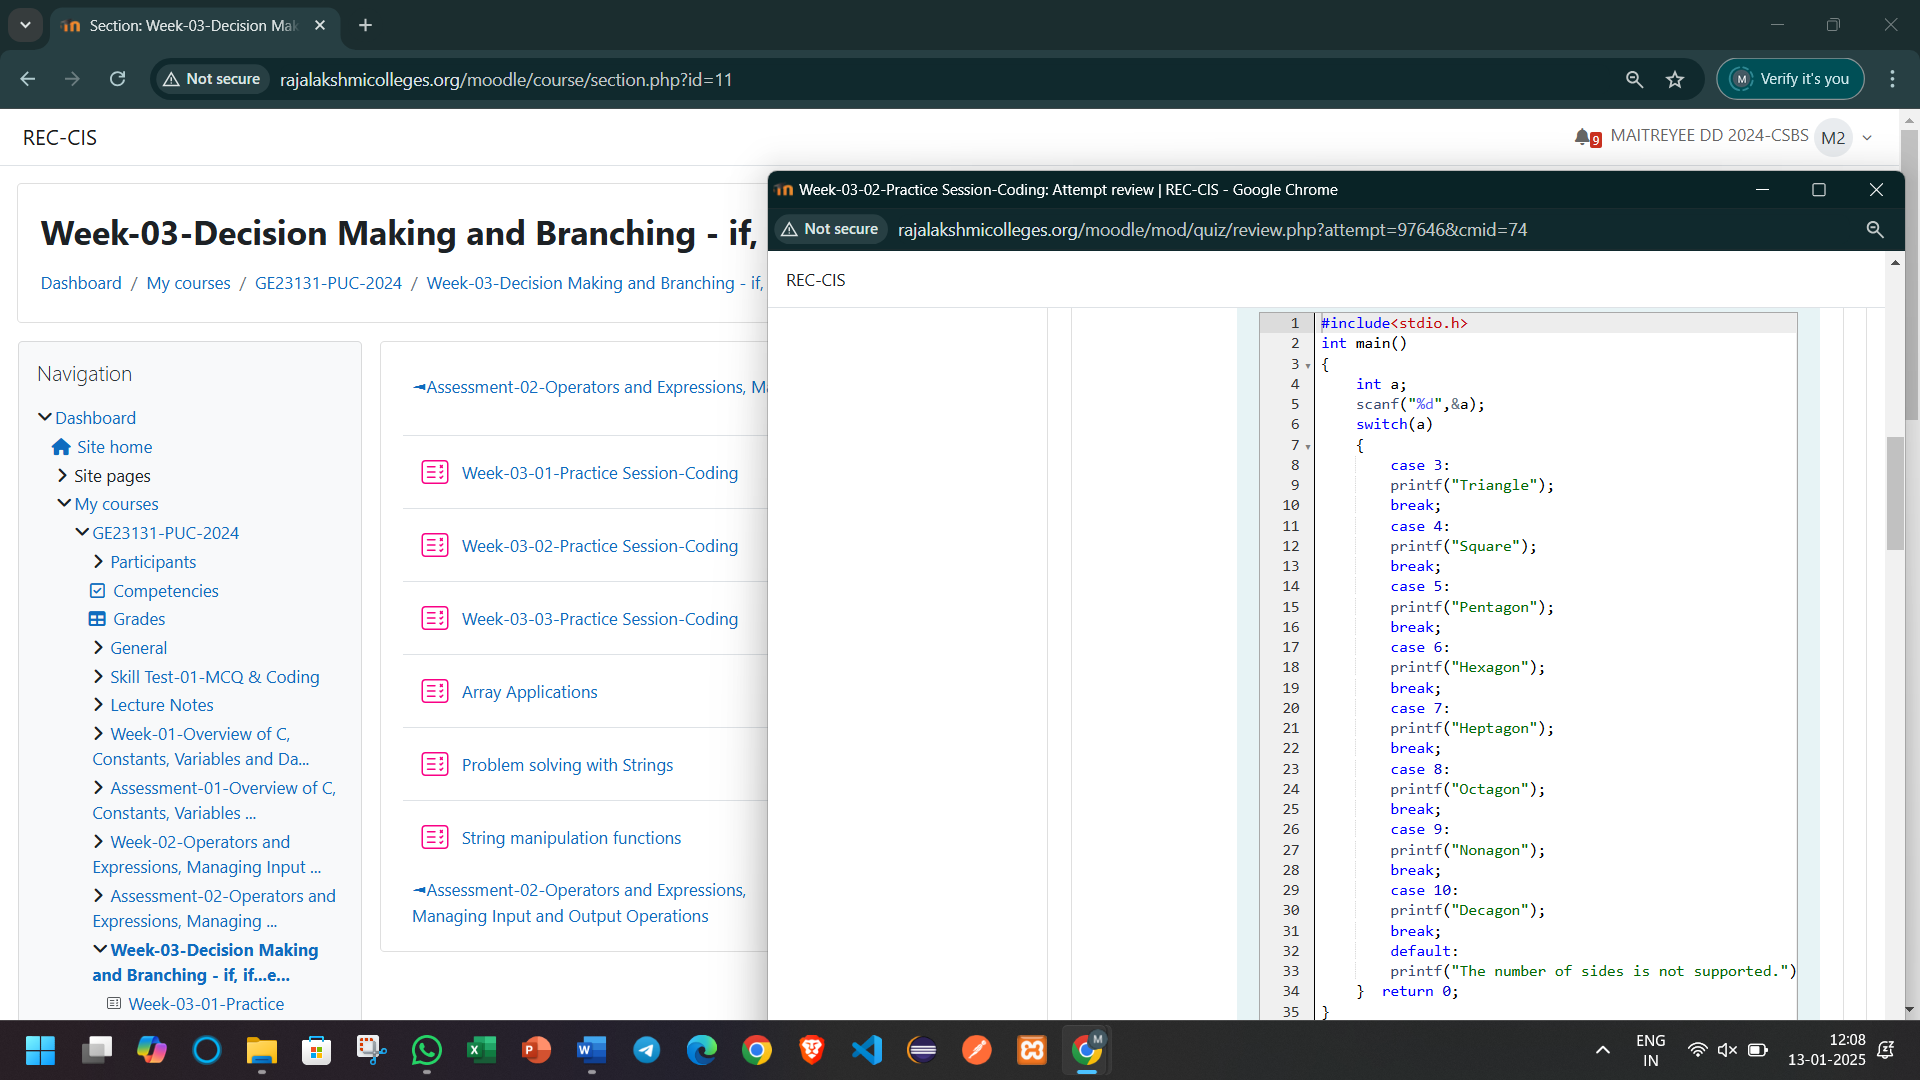 Section: Week-03-Decision Mak
Not secure
rajalakshmicolleges.org/moodle/course/section.php?id=11
M
Verify it's you
REC-CIS
9
MAITREYEE DD 2024-CSBS
M2
Week-03-Decision Making and Branching - if,
Dashboard / My courses / GE23131-PUC-2024 / Week-03-Decision Making and Branching - if,
Navigation
Dashboard
Site home
Site pages
My courses
GE23131-PUC-2024
Participants
Competencies
Grades
General
Skill Test-01-MCQ & Coding
Lecture Notes
Week-01-Overview of C,
Constants, Variables and Da...
Assessment-01-Overview of C,
Constants, Variables ...
Week-02-Operators and
Expressions, Managing Input ...
Assessment-02-Operators and
Expressions, Managing ...
Week-03-Decision Making
and Branching - if, if...e...
Week-03-01-Practice
◄Assessment-02-Operators and Expressions, Ma
Week-03-01-Practice Session-Coding
Week-03-02-Practice Session-Coding
Week-03-03-Practice Session-Coding
Array Applications
Problem solving with Strings
String manipulation functions
◄Assessment-02-Operators and Expressions,
Managing Input and Output Operations
Week-03-02-Practice Session-Coding: Attempt review | REC-CIS - Google Chrome
Not secure
rajalakshmicolleges.org/moodle/mod/quiz/review.php?attempt=97646&cmid=74
REC-CIS
1 #include<stdio.h>
2 int main()
3 {
4 int a;
5 scanf("%d",&a);
6 switch(a)
7 {
8 case 3:
9 printf("Triangle");
10 break;
11 case 4:
12 printf("Square");
13 break;
14 case 5:
15 printf("Pentagon");
16 break;
17 case 6:
18 printf("Hexagon");
19 break;
20 case 7:
21 printf("Heptagon");
22 break;
23 case 8:
24 printf("Octagon");
25 break;
26 case 9:
27 printf("Nonagon");
28 break;
29 case 10:
30 printf("Decagon");
31 break;
32 default:
33 printf("The number of sides is not supported.")
34 } return 0;
35 }
M
ENG
IN
12:08
13-01-2025